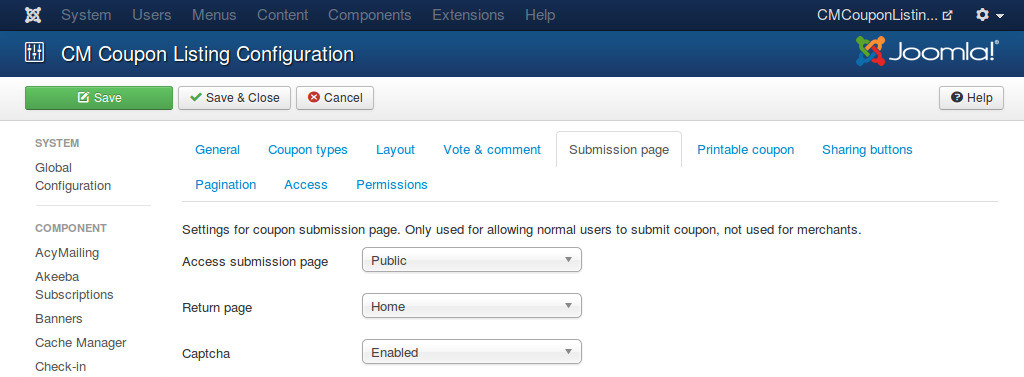 System Users Menus Content Components Extensions Help CMCouponListin...
CM Coupon Listing Configuration Joomla!®
Save Save & Close Cancel Help
SYSTEM
Global
Configuration
COMPONENT
AcyMailing
Akeeba
Subscriptions
Banners
Cache Manager
Check-in
General Coupon types Layout Vote & comment Submission page Printable coupon Sharing buttons
Pagination Access Permissions
Settings for coupon submission page. Only used for allowing normal users to submit coupon, not used for merchants.
Access submission page Public
Return page Home
Captcha Enabled